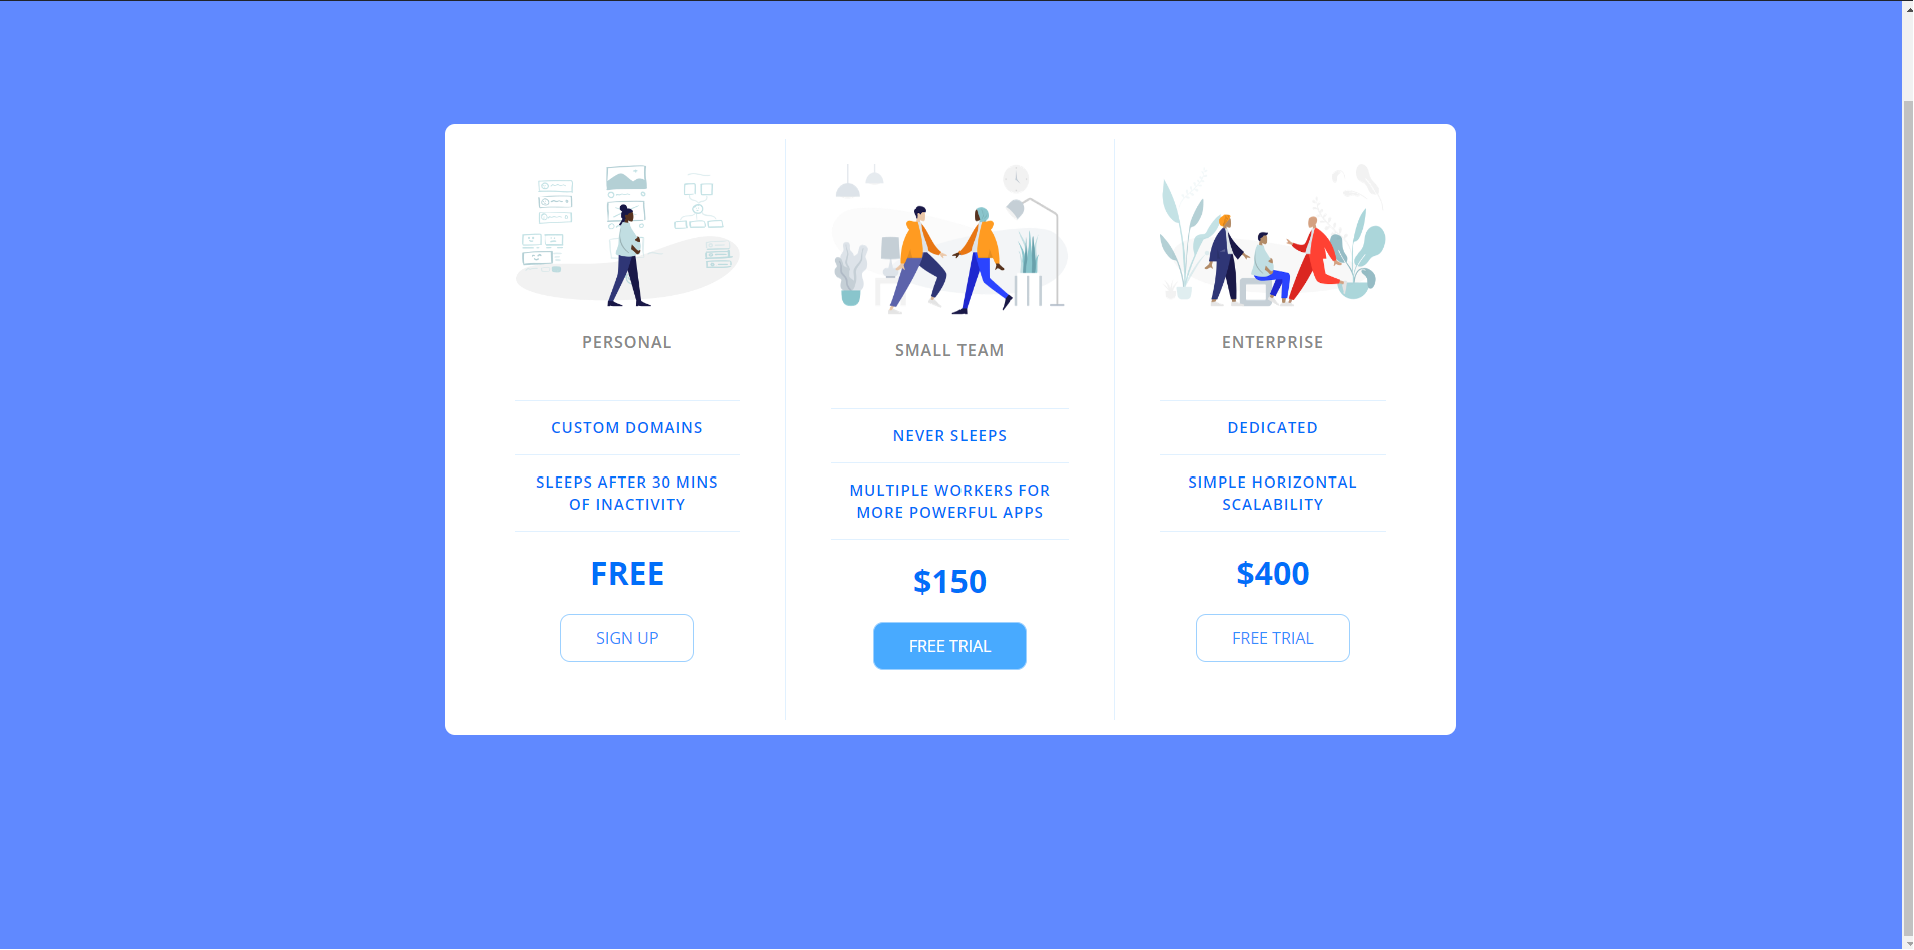 PERSONAL
CUSTOM DOMAINS
SLEEPS AFTER 30 MINS
OF INACTIVITY
FREE
SIGN UP
SMALL TEAM
NEVER SLEEPS
MULTIPLE WORKERS FOR
MORE POWERFUL APPS
$150
FREE TRIAL
ENTERPRISE
DEDICATED
SIMPLE HORIZONTAL
SCALABILITY
$400
FREE TRIAL